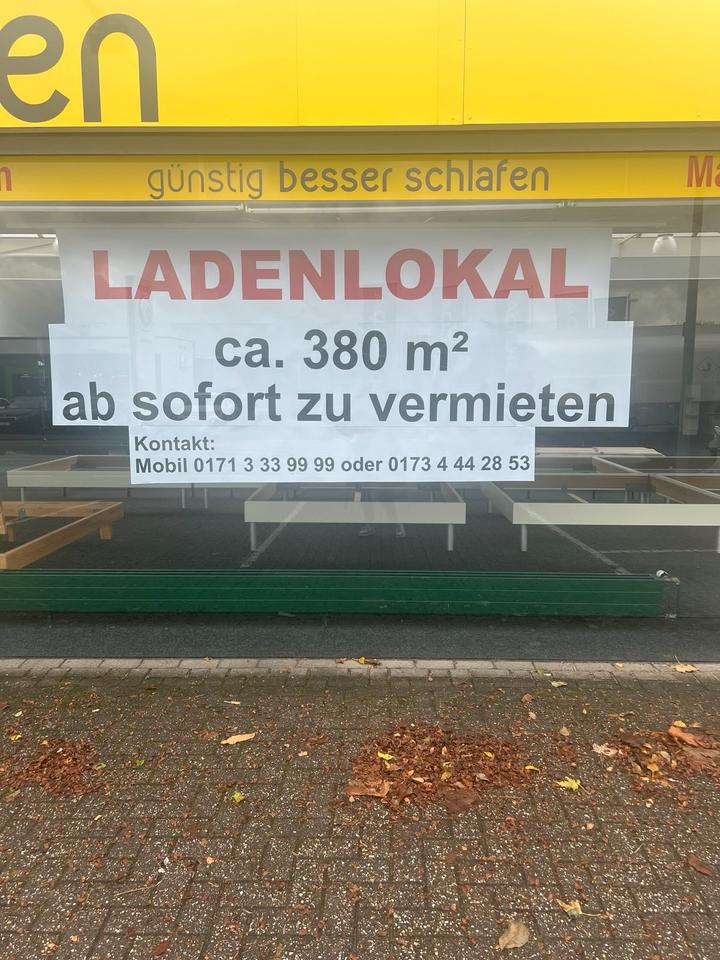 en
günstig besser schlafen
LADENLOKAL
ca. 380 m²
ab sofort zu vermieten
Kontakt:
Mobil 0171 3 33 99 99 oder 0173 4 44 28 53